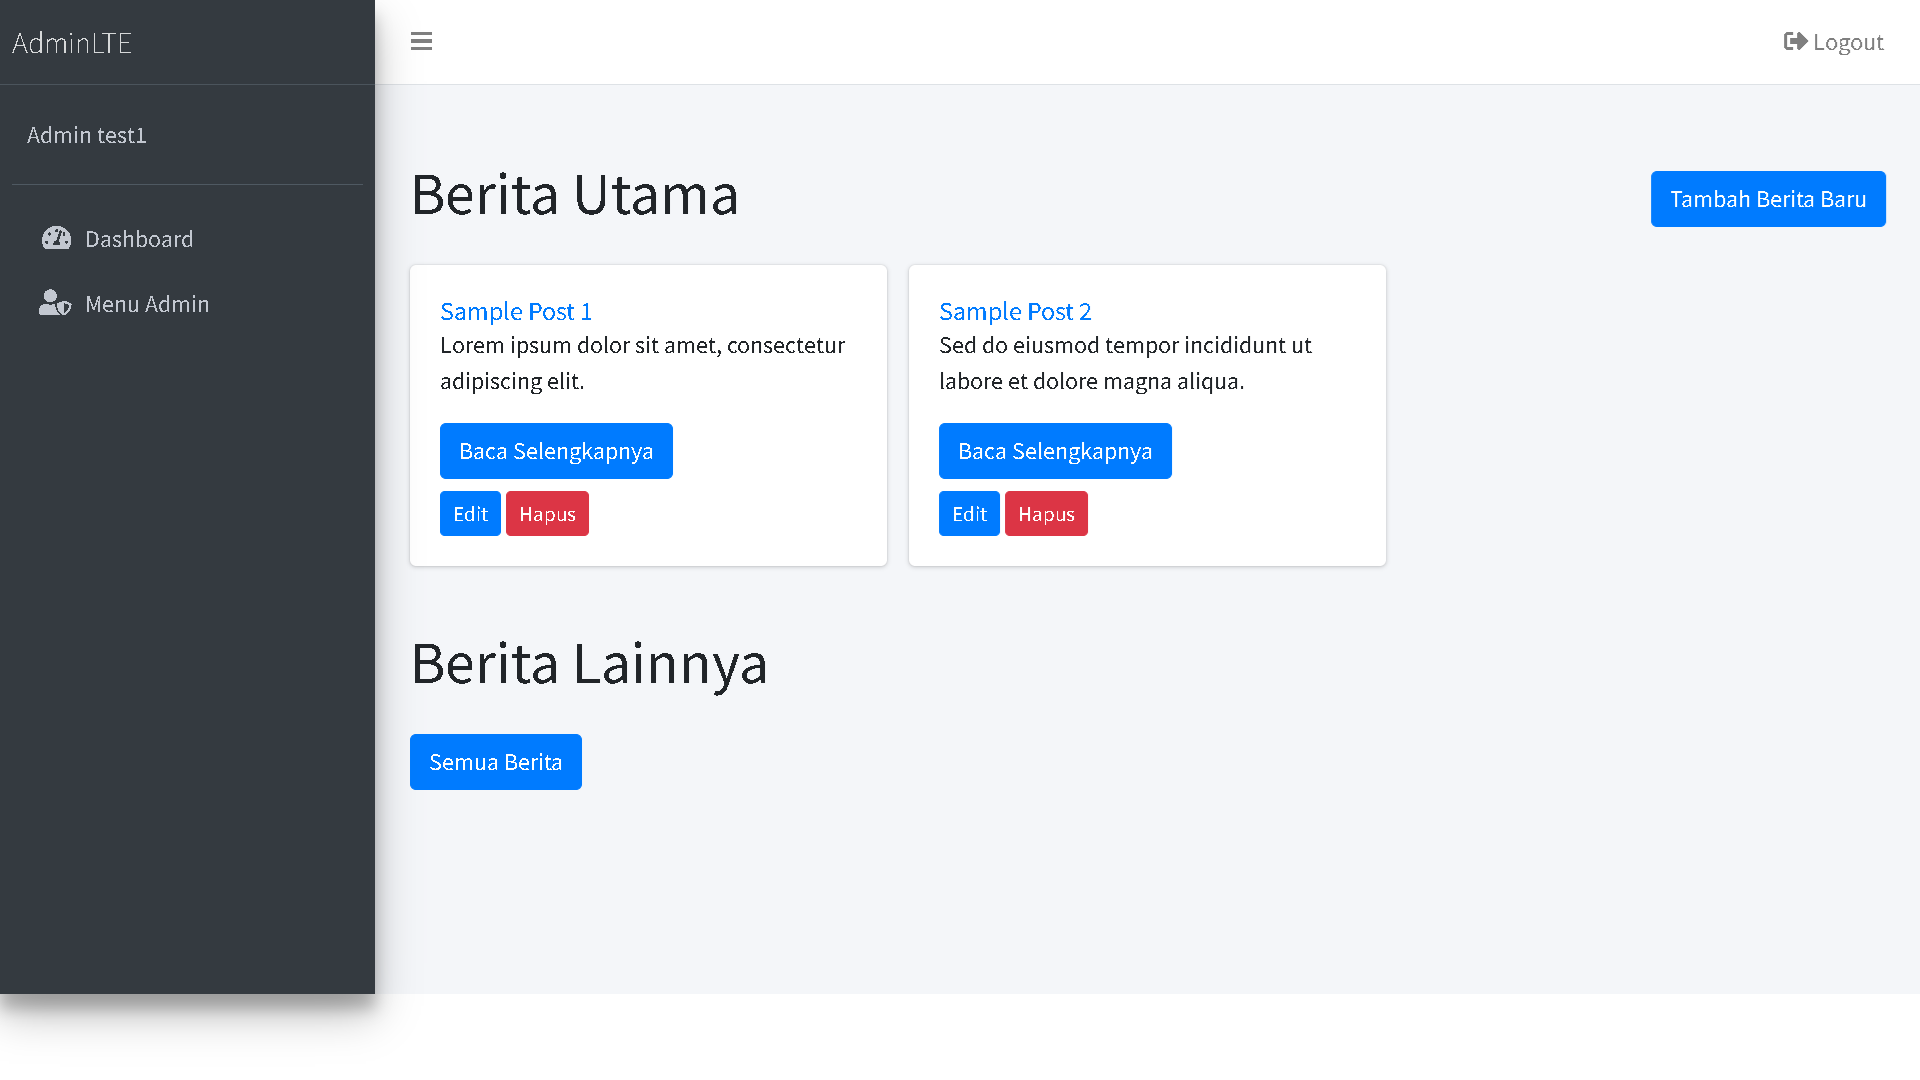 AdminLTE
Logout
Admin test1
Dashboard
Menu Admin
Berita Utama
Tambah Berita Baru
Sample Post 1
Lorem ipsum dolor sit amet, consectetur
adipiscing elit.
Baca Selengkapnya
Edit Hapus
Sample Post 2
Sed do eiusmod tempor incididunt ut
labore et dolore magna aliqua.
Baca Selengkapnya
Edit Hapus
Berita Lainnya
Semua Berita